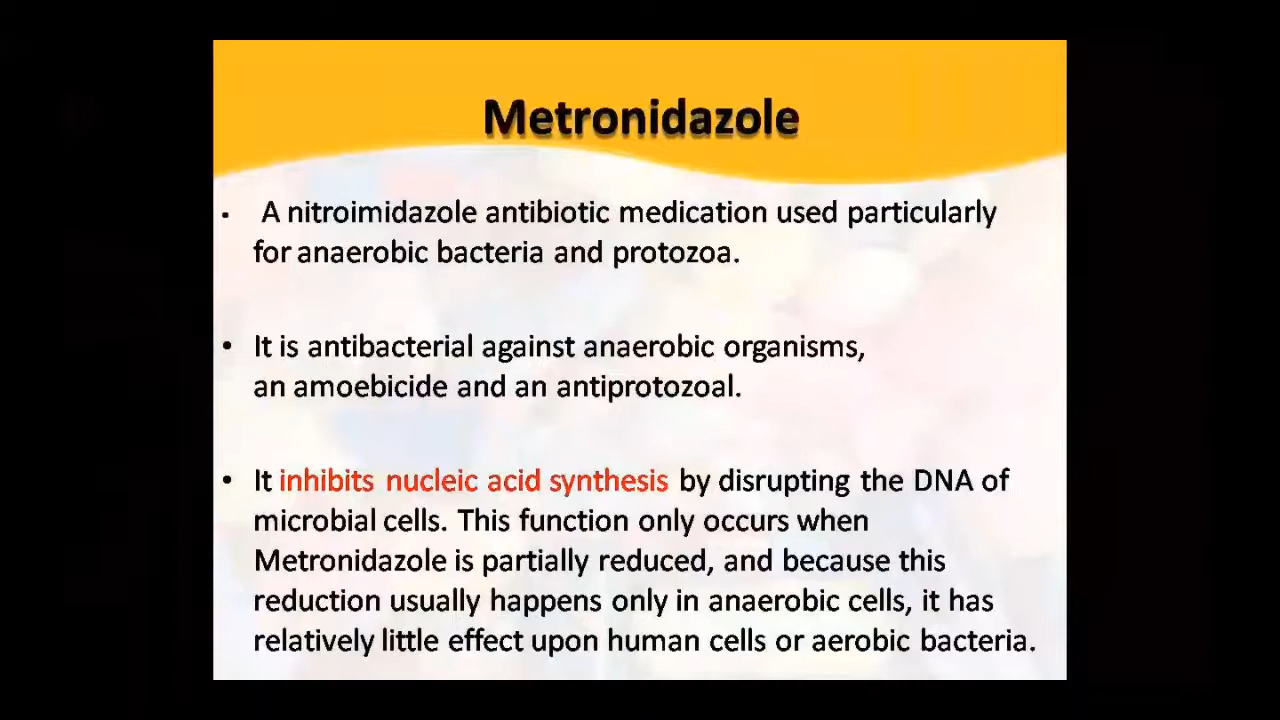 Metronidazole
▪ A nitroimidazole antibiotic medication used particularly
for anaerobic bacteria and protozoa.
• It is antibacterial against anaerobic organisms,
an amoebicide and an antiprotozoal.
• It inhibits nucleic acid synthesis by disrupting the DNA of
microbial cells. This function only occurs when
Metronidazole is partially reduced, and because this
reduction usually happens only in anaerobic cells, it has
relatively little effect upon human cells or aerobic bacteria.